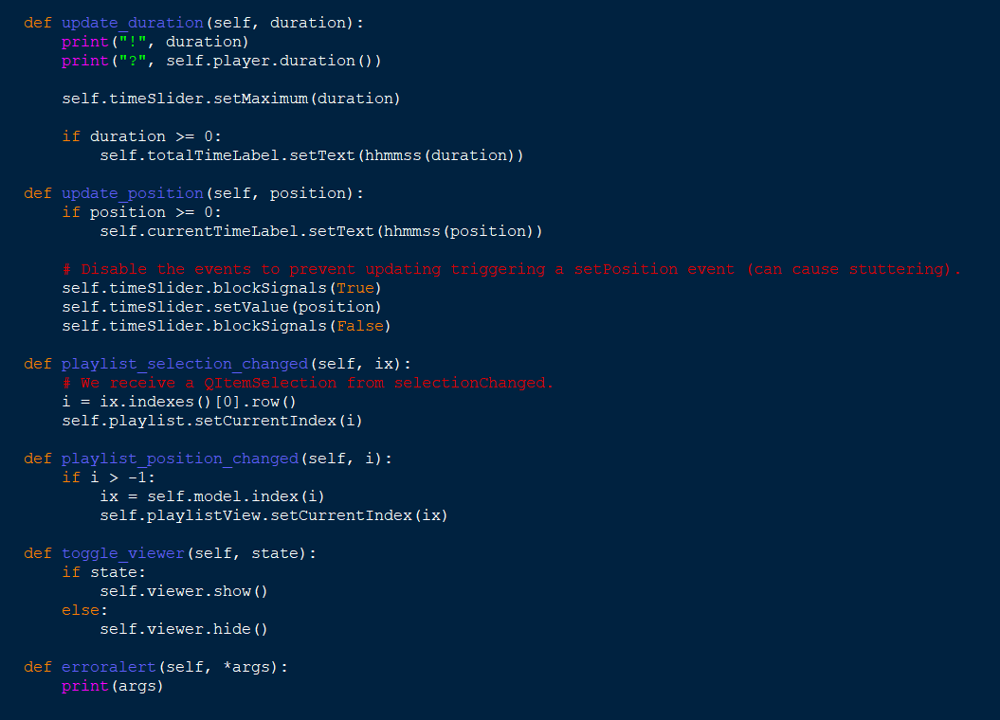 def update_duration(self, duration):
    print("!", duration)
    print("?", self.player.duration())

    self.timeSlider.setMaximum(duration)

    if duration >= 0:
        self.totalTimeLabel.setText(hhmmss(duration))

def update_position(self, position):
    if position >= 0:
        self.currentTimeLabel.setText(hhmmss(position))

    # Disable the events to prevent updating triggering a setPosition event (can cause stuttering).
    self.timeSlider.blockSignals(True)
    self.timeSlider.setValue(position)
    self.timeSlider.blockSignals(False)

def playlist_selection_changed(self, ix):
    # We receive a QItemSelection from selectionChanged.
    i = ix.indexes()[0].row()
    self.playlist.setCurrentIndex(i)

def playlist_position_changed(self, i):
    if i > -1:
        ix = self.model.index(i)
        self.playlistView.setCurrentIndex(ix)

def toggle_viewer(self, state):
    if state:
        self.viewer.show()
    else:
        self.viewer.hide()

def erroralert(self, *args):
    print(args)